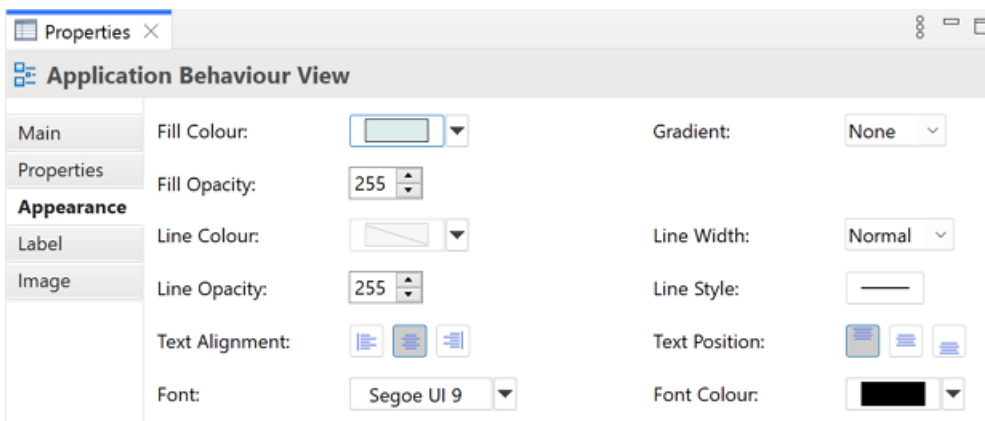 Properties
Application Behaviour View
Main
Properties
Appearance
Label
Image
Fill Colour:
Gradient: None
Fill Opacity: 255
Line Colour:
Line Width: Normal
Line Opacity: 255
Line Style:
Text Alignment:
Text Position:
Font: Segoe UI 9
Font Colour: